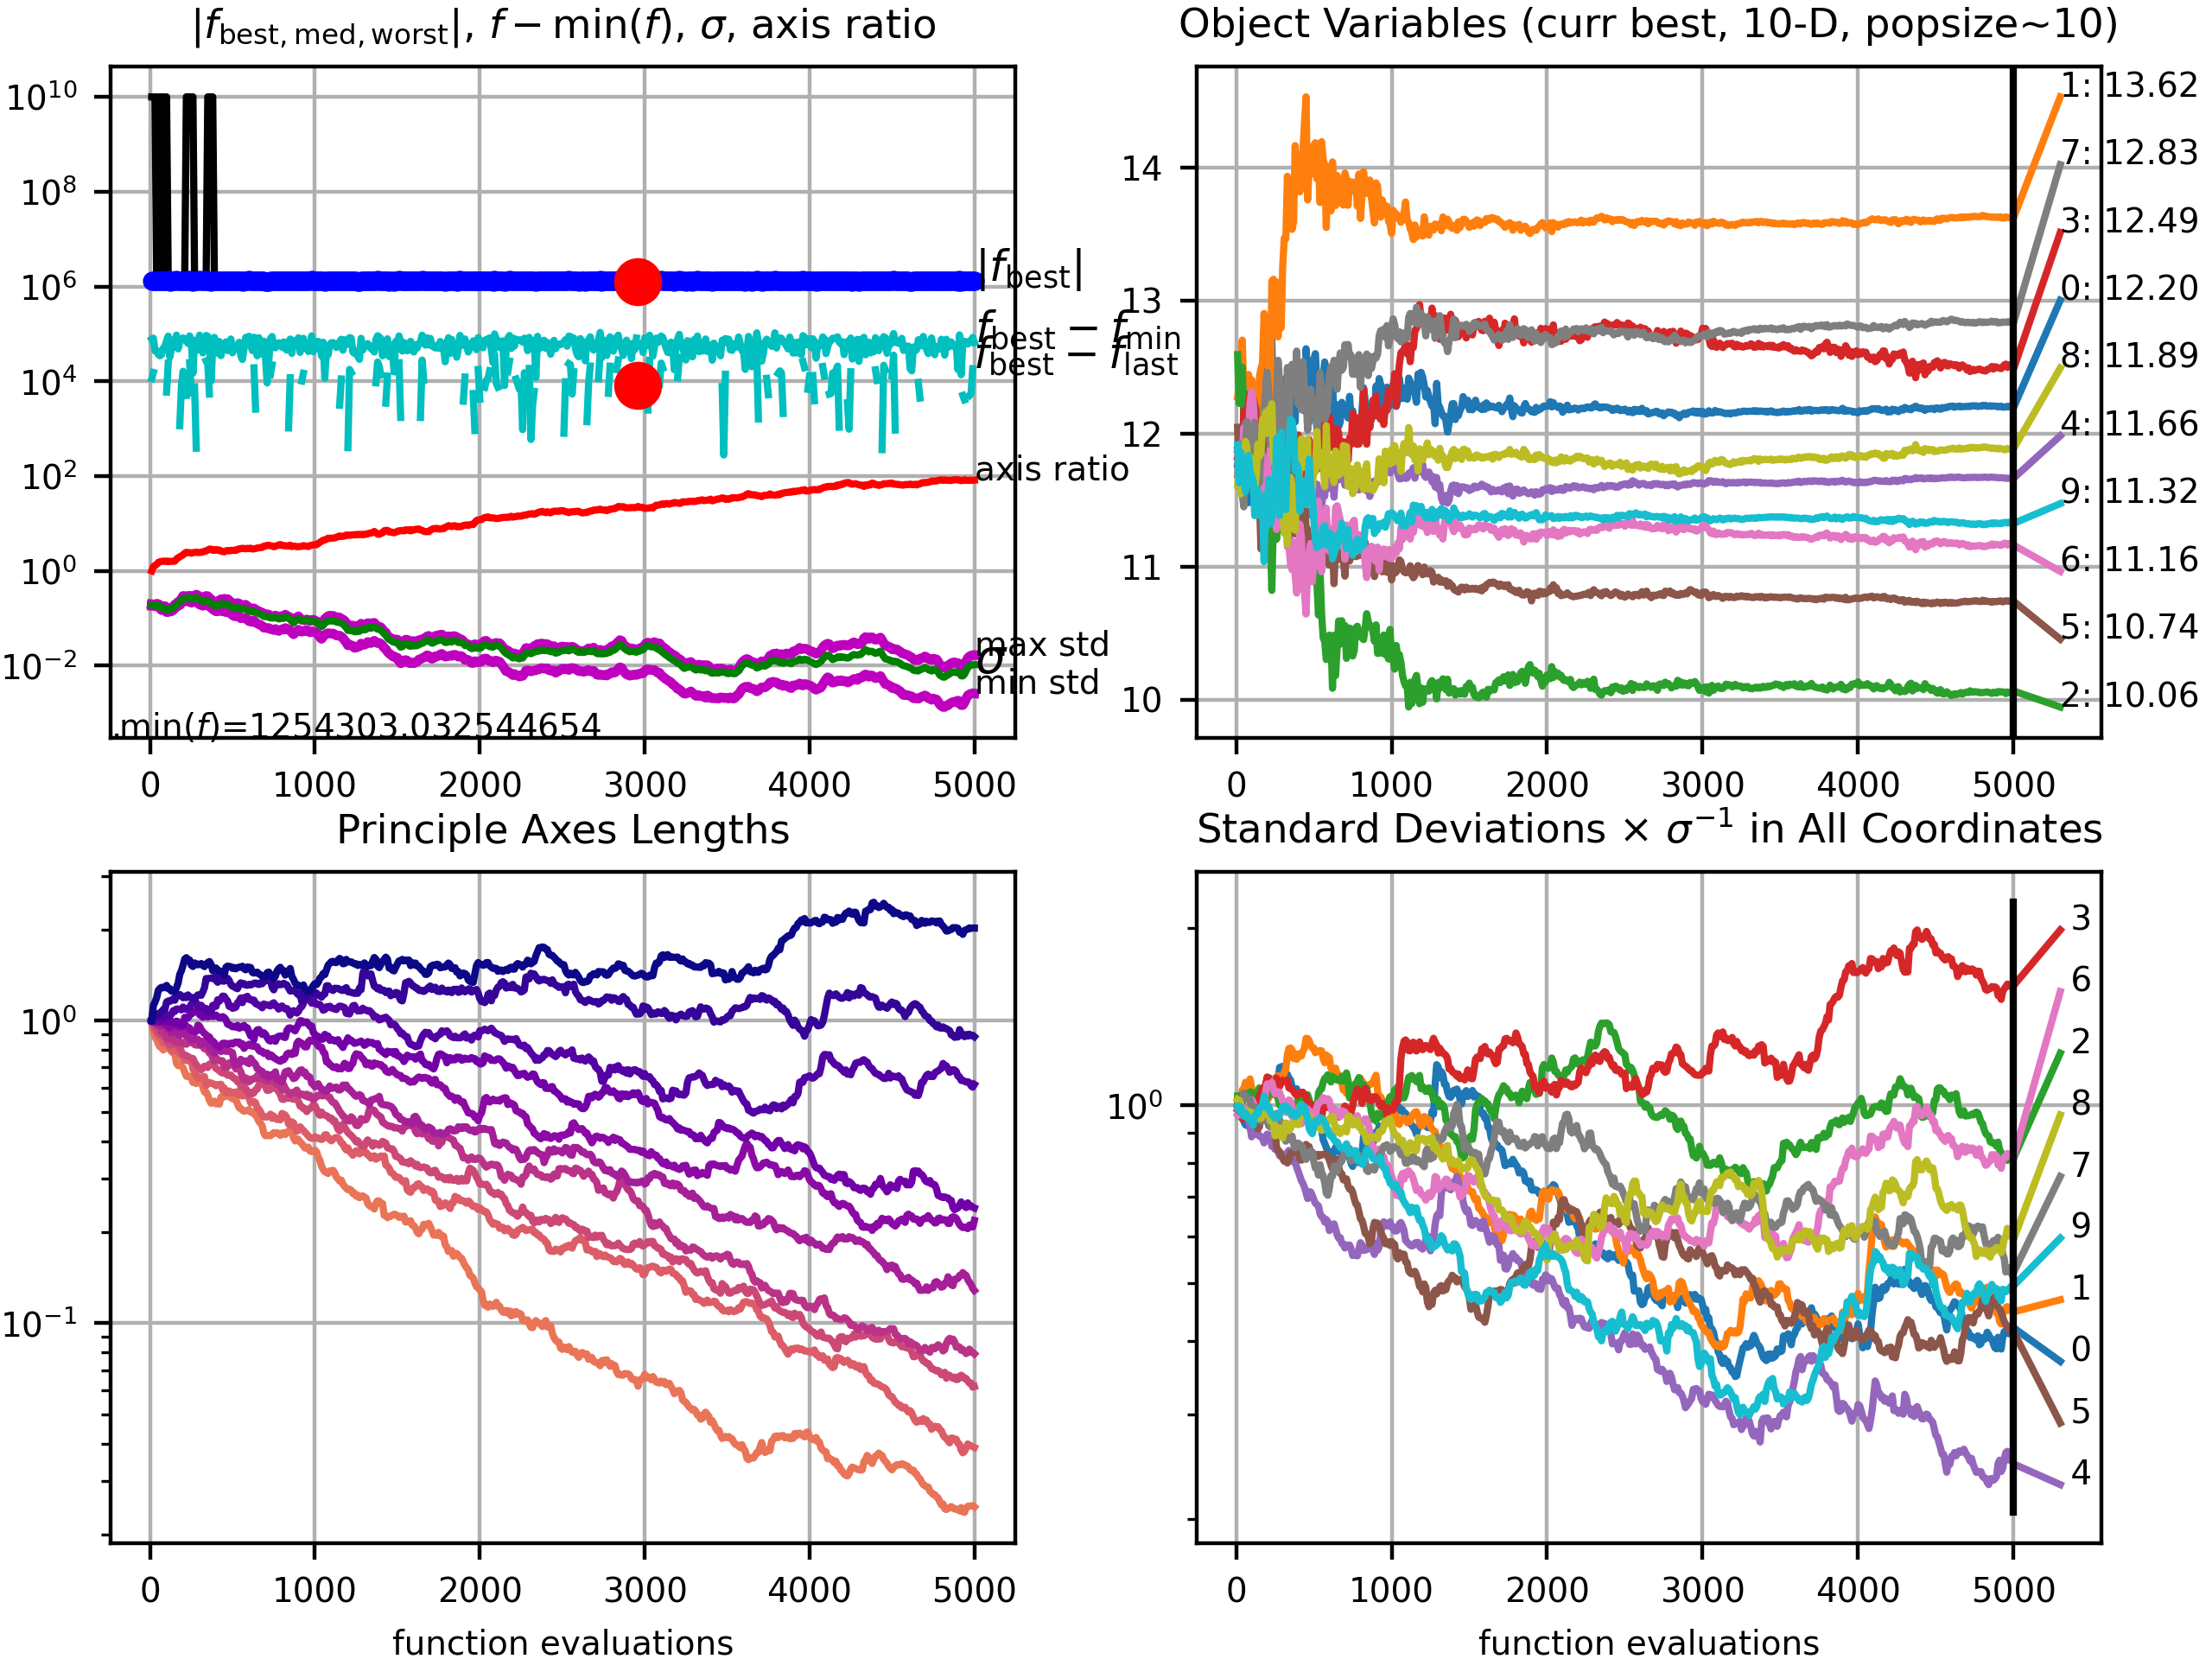 |f_best, med, worst|, f − min(f), σ, axis ratio
10^10
10^8
10^6
10^4
10^2
10^0
10^−2
|f_best|
f_best − f_min
f_best − f_last
axis ratio
max std
σ
min std
.min(f)=1254303.032544654
0 1000 2000 3000 4000 5000
Object Variables (curr best, 10-D, popsize~10)
14
13
12
11
10
1: 13.62
7: 12.83
3: 12.49
0: 12.20
8: 11.89
4: 11.66
9: 11.32
6: 11.16
5: 10.74
2: 10.06
0 1000 2000 3000 4000 5000
Principle Axes Lengths
10^0
10^−1
0 1000 2000 3000 4000 5000
function evaluations
Standard Deviations × σ^−1 in All Coordinates
10^0
3
6
2
8
7
9
1
0
5
4
0 1000 2000 3000 4000 5000
function evaluations